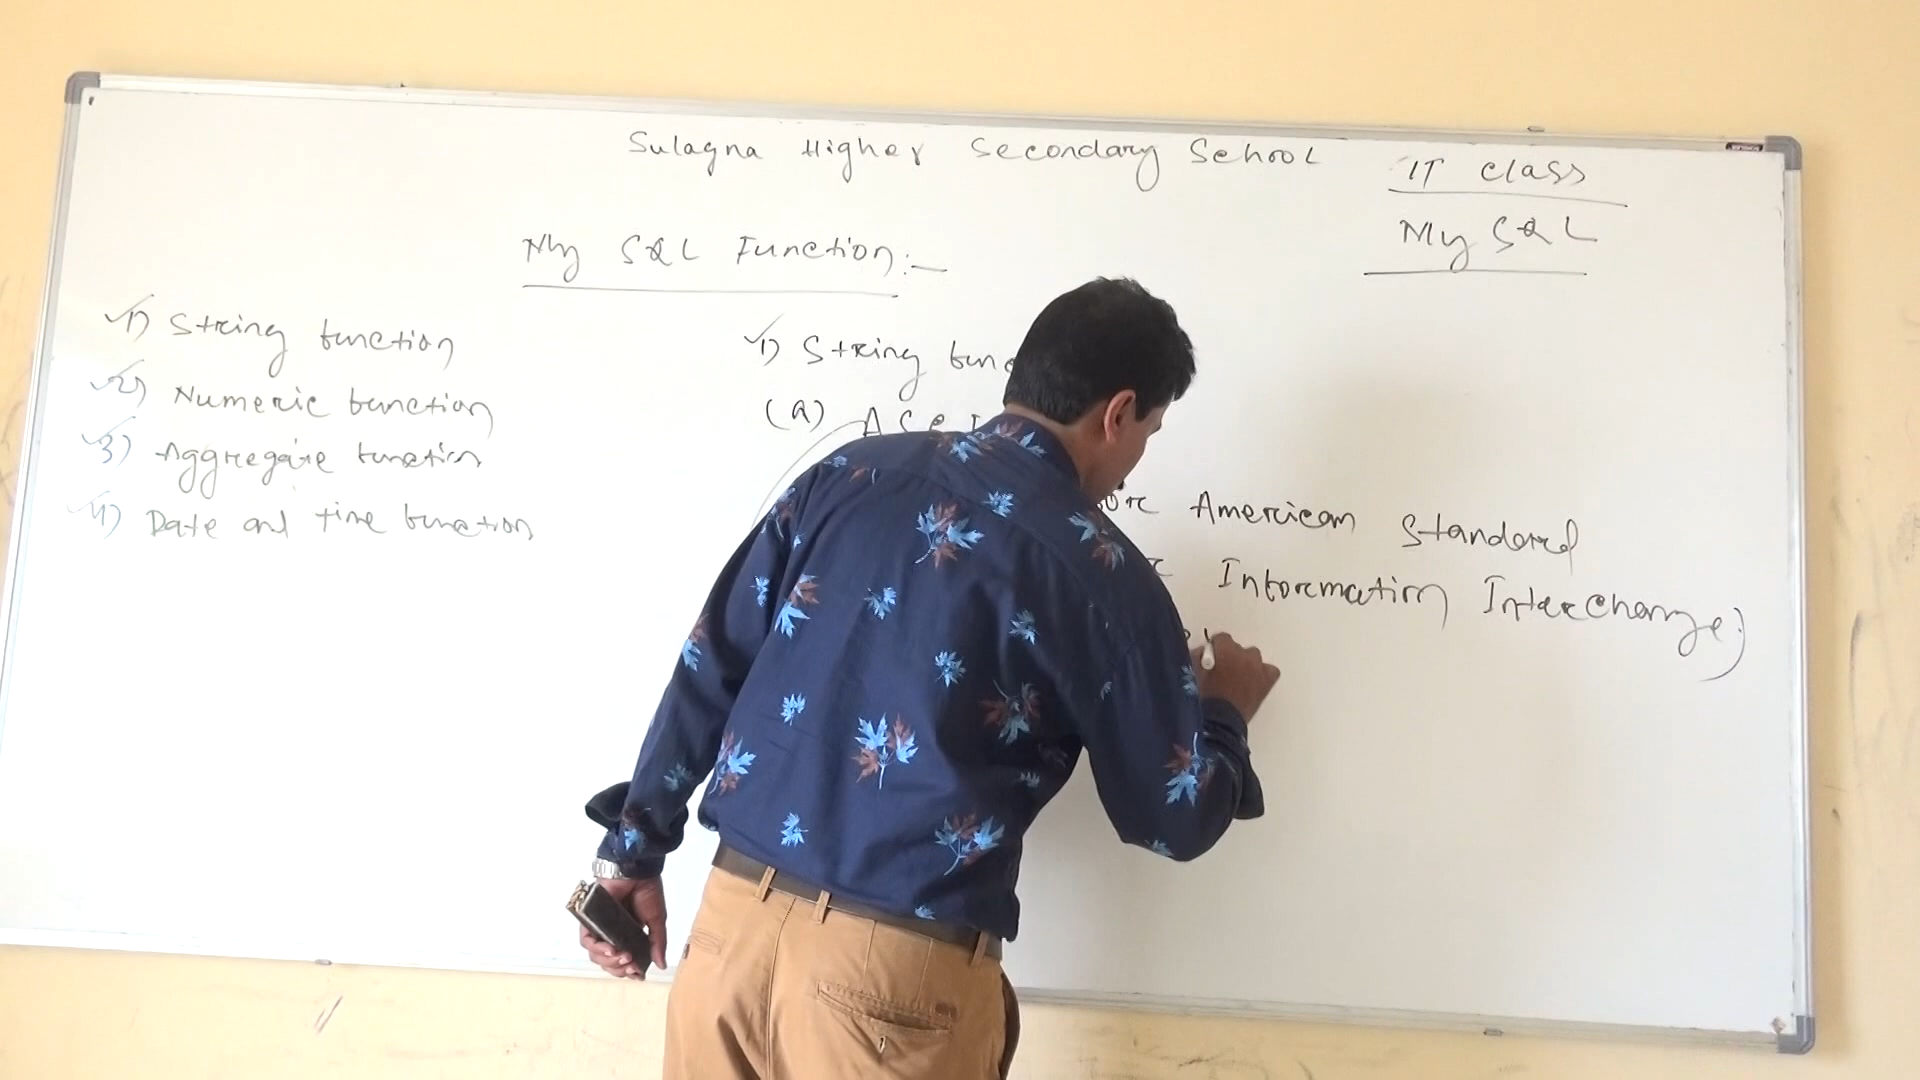 Sulagna Higher Secondary School
IT class
My SQL
My SQL Function:—
1) String function
2) Numeric function
3) Aggregate function
4) Date and time function
1) String
(a) ASCI
American Standard
Information Interchange)